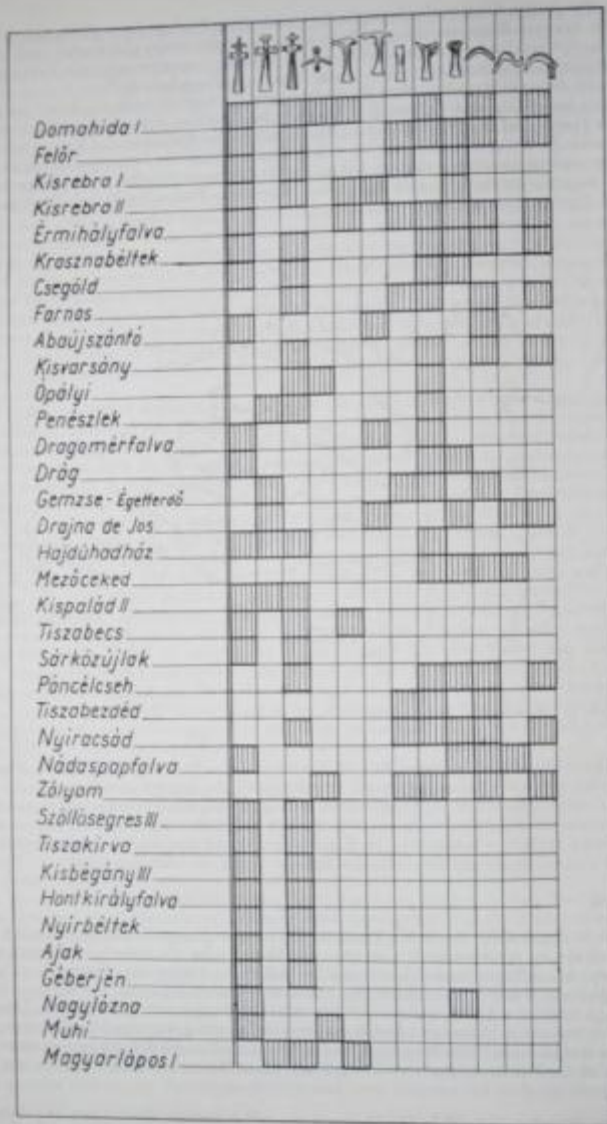 Domahida I
Felőr
Kisrebra I
Kisrebra II
Érmihályfalva
Krasznabéltek
Csegöld
Farnas
Abaújszántó
Kisvarsány
Opályi
Penészlek
Dragomérfalva
Drág
Gemzse-Égetterdő
Drajna de Jos
Hajdúhadház
Mezőceked
Kispalád II
Tiszabecs
Sárközújlak
Páncélcseh
Tiszabezdéd
Nyíracsád
Nádaspapfalva
Zólyom
Szőllősegres III
Tiszakirva
Kisbégány III
Hontkirályfalva
Nyírbéltek
Ajak
Géberjén
Nagylózna
Muhi
Magyarlápos I